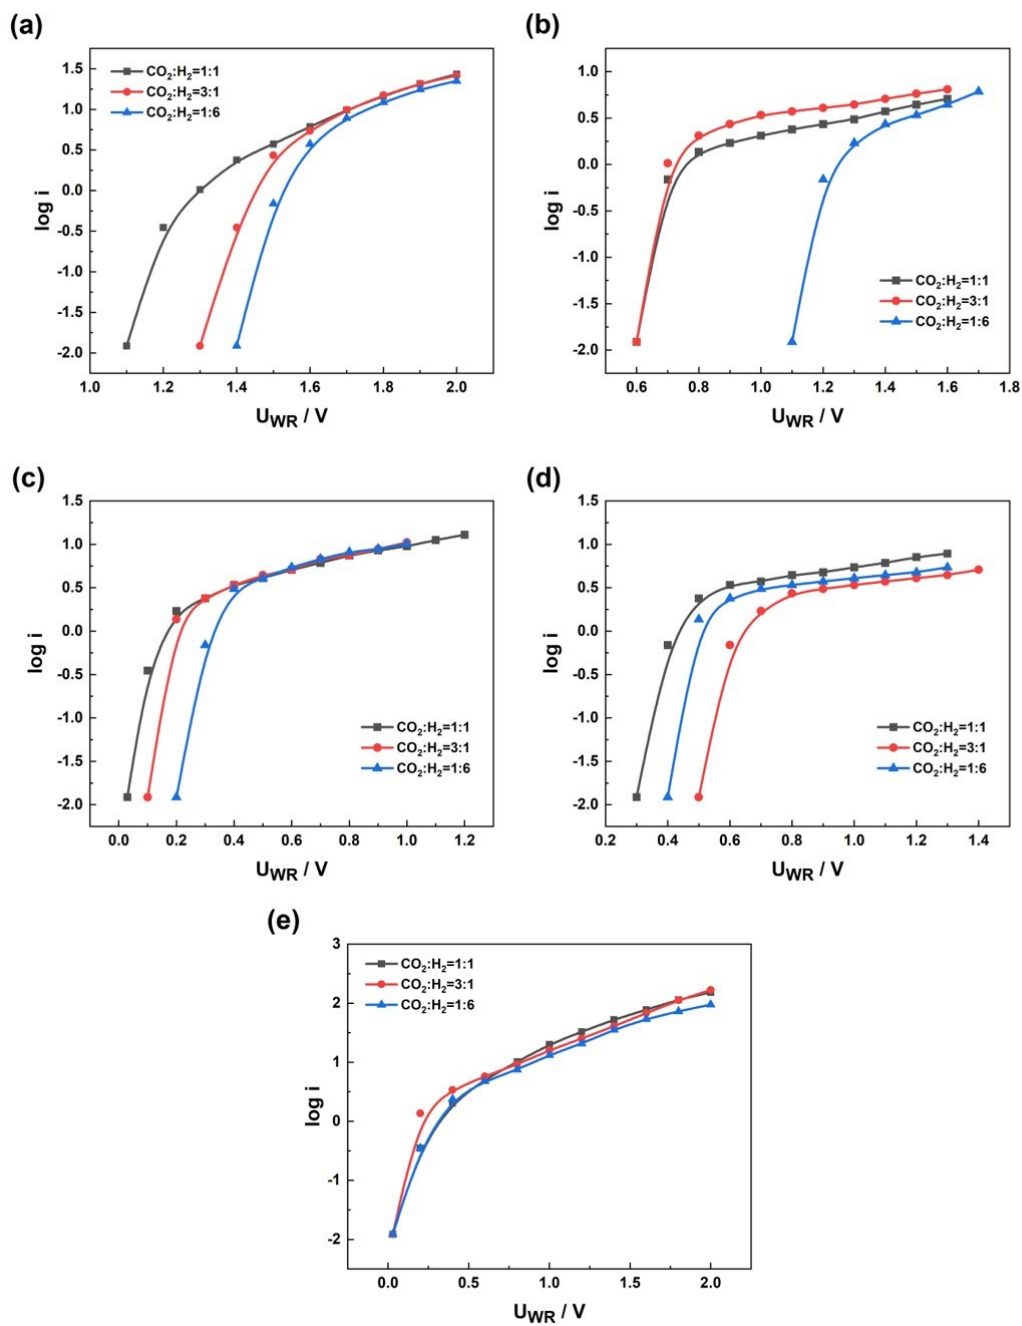 (a)
CO₂:H₂=1:1
CO₂:H₂=3:1
CO₂:H₂=1:6
1.5
1.0
0.5
0.0
-0.5
-1.0
-1.5
-2.0
log i
1.0 1.2 1.4 1.6 1.8 2.0
U_WR / V
(b)
1.0
0.5
0.0
-0.5
-1.0
-1.5
-2.0
log i
CO₂:H₂=1:1
CO₂:H₂=3:1
CO₂:H₂=1:6
0.6 0.8 1.0 1.2 1.4 1.6 1.8
U_WR / V
(c)
1.5
1.0
0.5
0.0
-0.5
-1.0
-1.5
-2.0
log i
CO₂:H₂=1:1
CO₂:H₂=3:1
CO₂:H₂=1:6
0.0 0.2 0.4 0.6 0.8 1.0 1.2
U_WR / V
(d)
1.5
1.0
0.5
0.0
-0.5
-1.0
-1.5
-2.0
log i
CO₂:H₂=1:1
CO₂:H₂=3:1
CO₂:H₂=1:6
0.2 0.4 0.6 0.8 1.0 1.2 1.4
U_WR / V
(e)
CO₂:H₂=1:1
CO₂:H₂=3:1
CO₂:H₂=1:6
3
2
1
0
-1
-2
log i
0.0 0.5 1.0 1.5 2.0
U_WR / V